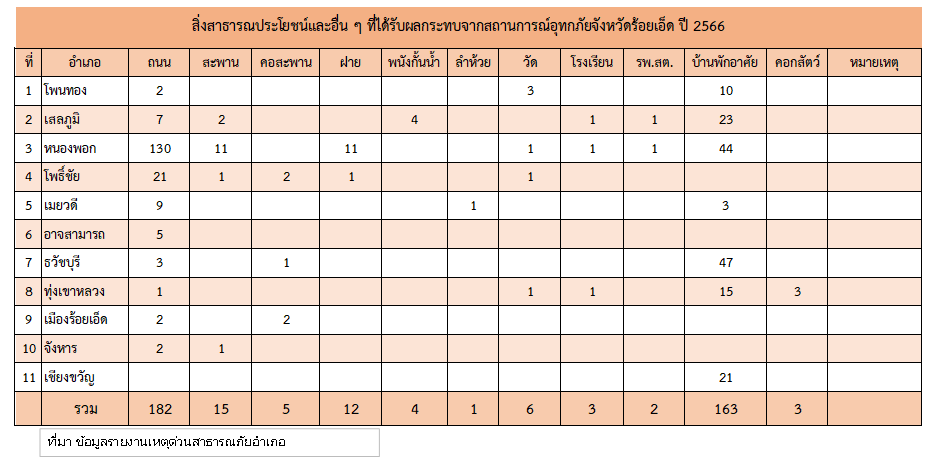 สิ่งสาธารณประโยชน์และอื่น ๆ ที่ได้รับผลกระทบจากสถานการณ์อุทกภัยจังหวัดร้อยเอ็ด ปี 2566
ที่ อำเภอ ถนน สะพาน คอสะพาน ฝาย พนังกั้นน้ำ ลำห้วย วัด โรงเรียน รพ.สต. บ้านพักอาศัย คอกสัตว์ หมายเหตุ
1 โพนทอง 2 3 10
2 เสลภูมิ 7 2 4 1 1 23
3 หนองพอก 130 11 11 1 1 1 44
4 โพธิ์ชัย 21 1 2 1 1
5 เมยวดี 9 1 3
6 อาจสามารถ 5
7 ธวัชบุรี 3 1 47
8 ทุ่งเขาหลวง 1 1 1 15 3
9 เมืองร้อยเอ็ด 2 2
10 จังหาร 2 1
11 เชียงขวัญ 21
รวม 182 15 5 12 4 1 6 3 2 163 3
ที่มา ข้อมูลรายงานเหตุด่วนสาธารณภัยอำเภอ